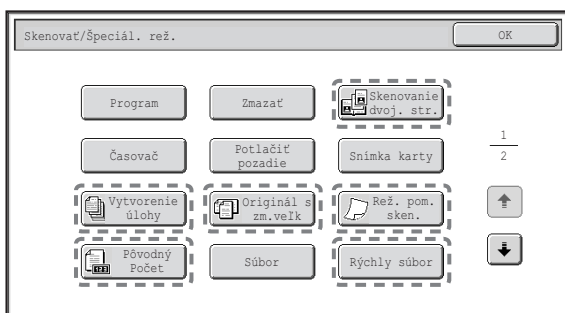 Skenovať/Špeciál. rež.
OK
Program
Zmazať
Skenovanie
dvoj. str.
Časovač
Potlačiť
pozadie
Snímka karty
1
2
Vytvorenie
úlohy
Originál s
zm.veľk
Rež. pom.
sken.
Pôvodný
Počet
Súbor
Rýchly súbor
123